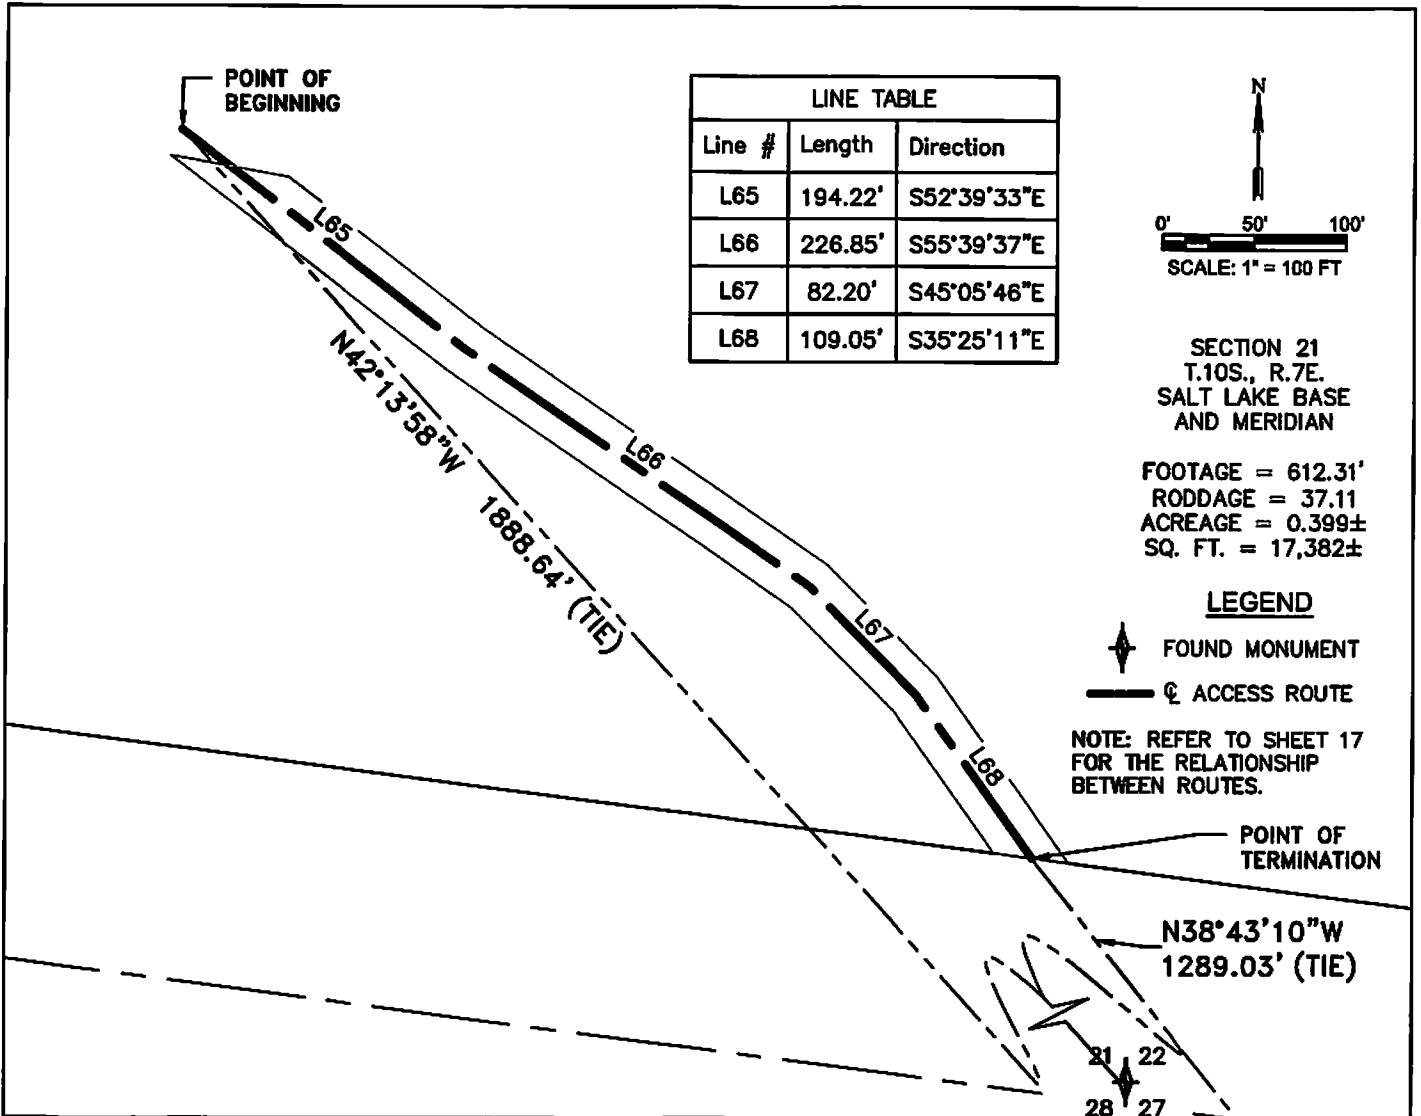 POINT OF
BEGINNING
LINE TABLE
Line # Length Direction
L65 194.22' S52°39'33"E
L66 226.85' S55°39'37"E
L67 82.20' S45°05'46"E
L68 109.05' S35°25'11"E
N
0' 50' 100'
SCALE: 1" = 100 FT
SECTION 21
T.10S., R.7E.
SALT LAKE BASE
AND MERIDIAN
FOOTAGE = 612.31'
RODDAGE = 37.11
ACREAGE = 0.399±
SQ. FT. = 17,382±
LEGEND
FOUND MONUMENT
℄ ACCESS ROUTE
NOTE: REFER TO SHEET 17
FOR THE RELATIONSHIP
BETWEEN ROUTES.
L65
L66
L67
L68
N42°13'58"W 1888.64' (TIE)
POINT OF
TERMINATION
N38°43'10"W
1289.03' (TIE)
21 22
28 27